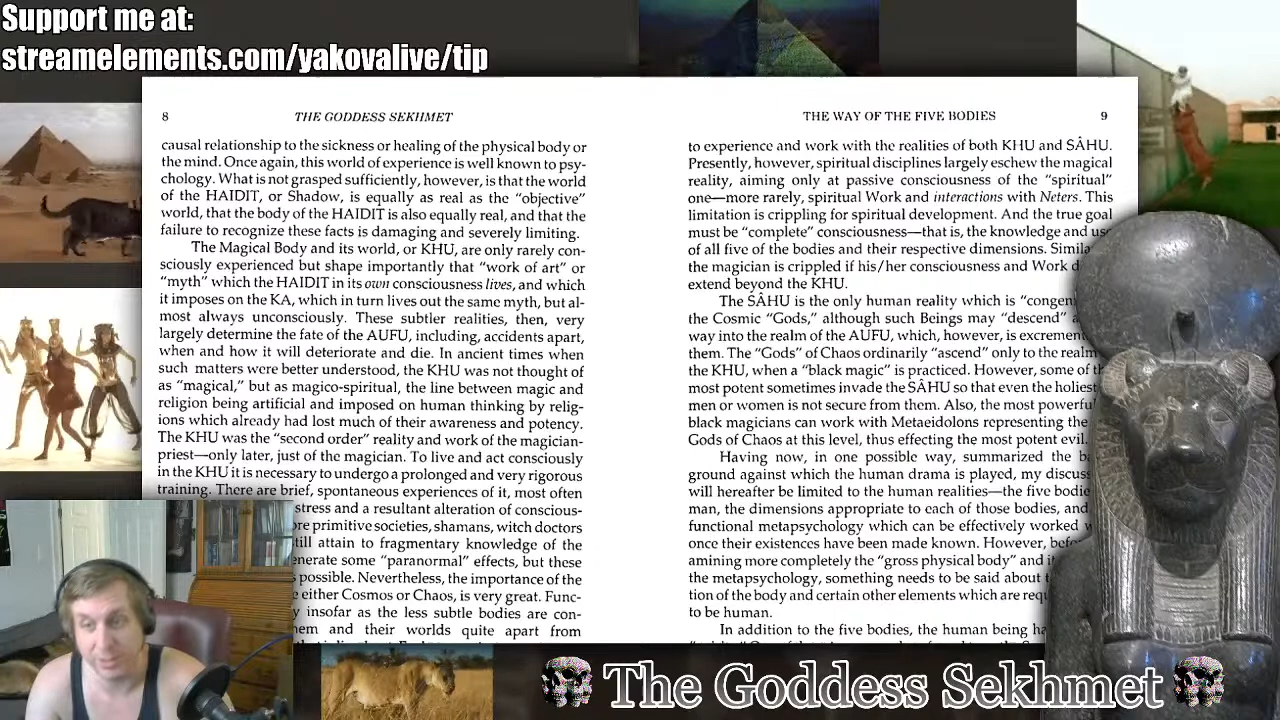 Support me at:
streamelements.com/yakovalive/tip
8 THE GODDESS SEKHMET
causal relationship to the sickness or healing of the physical body or
the mind. Once again, this world of experience is well known to psy-
chology. What is not grasped sufficiently, however, is that the world
of the HAIDIT, or Shadow, is equally as real as the “objective”
world, that the body of the HAIDIT is also equally real, and that the
failure to recognize these facts is damaging and severely limiting.
The Magical Body and its world, or KHU, are only rarely con-
sciously experienced but shape importantly that “work of art” or
“myth” which the HAIDIT in its own consciousness lives, and which
it imposes on the KA, which in turn lives out the same myth, but al-
most always unconsciously. These subtler realities, then, very
largely determine the fate of the AUFU, including, accidents apart,
when and how it will deteriorate and die. In ancient times when
such matters were better understood, the KHU was not thought of
as “magical,” but as magico-spiritual, the line between magic and
religion being artificial and imposed on human thinking by relig-
ions which already had lost much of their awareness and potency.
The KHU was the “second order” reality and work of the magician-
priest—only later, just of the magician. To live and act consciously
in the KHU it is necessary to undergo a prolonged and very rigorous
training. There are brief, spontaneous experiences of it, most often
stress and a resultant alteration of conscious-
primitive societies, shamans, witch doctors
still attain to fragmentary knowledge of the
some “paranormal” effects, but these
possible. Nevertheless, the importance of the
either Cosmos or Chaos, is very great. Func-
insofar as the less subtle bodies are con-
and their worlds quite apart from
THE WAY OF THE FIVE BODIES 9
to experience and work with the realities of both KHU and SÂHU.
Presently, however, spiritual disciplines largely eschew the magical
reality, aiming only at passive consciousness of the “spiritual”
one—more rarely, spiritual Work and interactions with Neters. This
limitation is crippling for spiritual development. And the true goal
must be “complete” consciousness—that is, the knowledge and use
of all five of the bodies and their respective dimensions.
the magician is crippled if his/her consciousness and Work
extend beyond the KHU.
The SÂHU is the only human reality which is
the Cosmic “Gods,” although such Beings may “descend”
way into the realm of the AUFU, which, however, is
them. The “Gods” of Chaos ordinarily “ascend” only to the realm
the KHU, when a “black magic” is practiced. However, some of
most potent sometimes invade the SÂHU so that even the holiest
men or women is not secure from them. Also, the most powerful
black magicians can work with Metaeidolons representing the
Gods of Chaos at this level, thus effecting the most potent evil.
Having now, in one possible way, summarized the
ground against which the human drama is played, my
will hereafter be limited to the human realities—the five
man, the dimensions appropriate to each of those bodies, and
functional metapsychology which can be effectively worked
once their existences have been made known. However,
amining more completely the “gross physical body” and
the metapsychology, something needs to be said about
tion of the body and certain other elements which are
to be human.
In addition to the five bodies, the human being
The Goddess Sekhmet